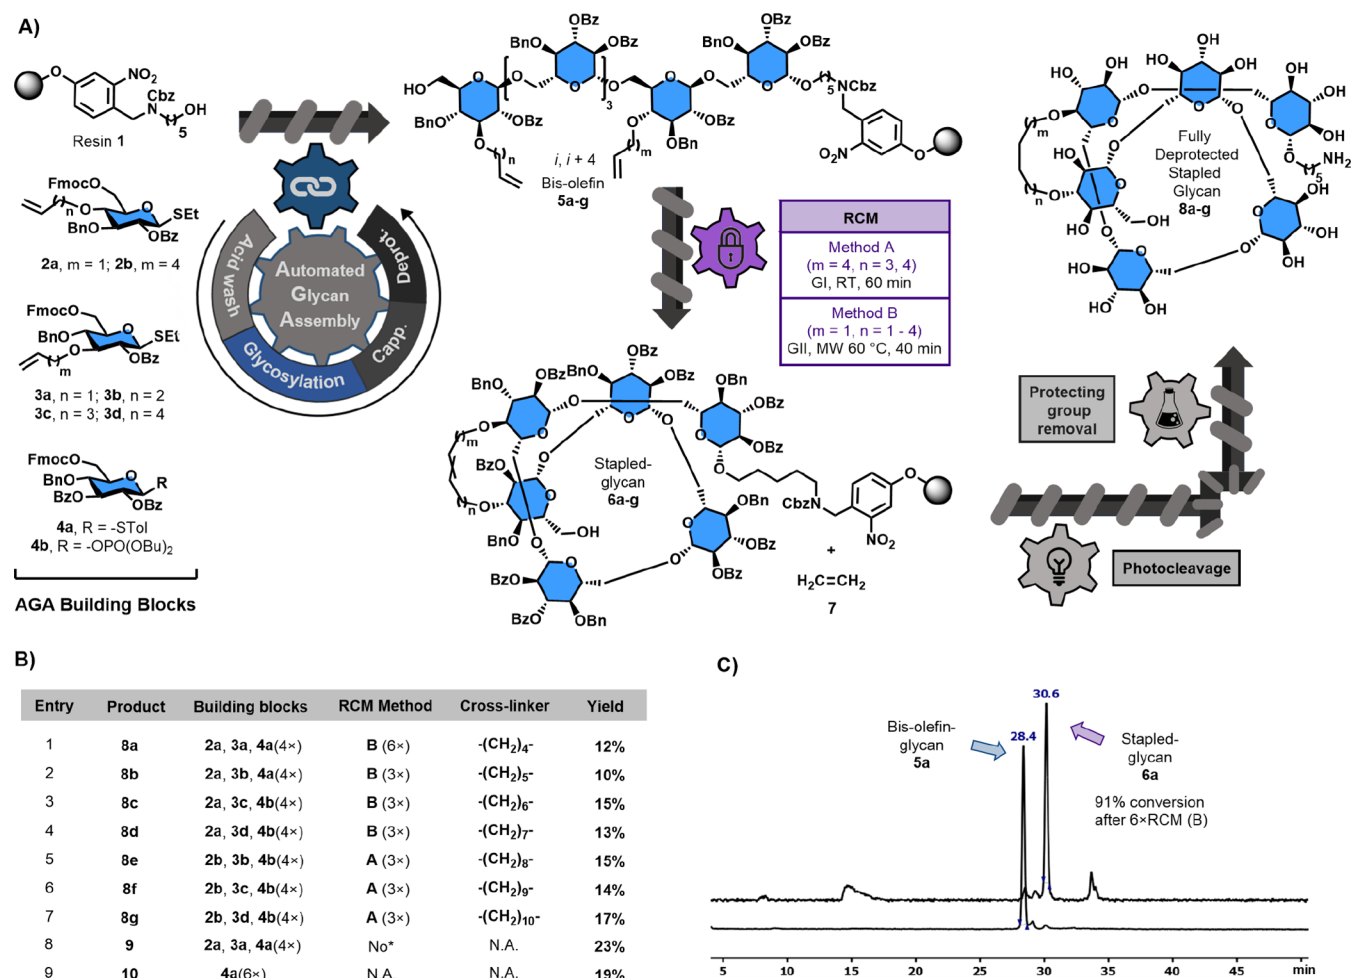 A)
Resin 1
NO₂
Cbz
N
OH
5
O
FmocO
O
SEt
n
BnO
OBz
2a, m = 1; 2b, m = 4
FmocO
BnO
O
SEt
O
OBz
m
3a, n = 1; 3b, n = 2
3c, n = 3; 3d, n = 4
FmocO
BnO
BzO
O
R
OBz
4a, R = -STol
4b, R = -OPO(OBu)₂
AGA Building Blocks
Automated
Glycan
Assembly
Acid wash
Glycosylation
Capp.
Deprot.
OBz
BnO
OBz
HO
HO
BnO
OBz
3
i, i + 4
Bis-olefin
5a-g
OBz
BnO
OBz
OBz
OBn
5
NCbz
O₂N
O
RCM
Method A
(m = 4, n = 3, 4)
GI, RT, 60 min
Method B
(m = 1, n = 1 - 4)
GII, MW 60 °C, 40 min
Stapled-
glycan
6a-g
CbzN
NO₂
OH
+
H₂C=CH₂
7
Fully
Deprotected
Stapled
Glycan
8a-g
NH₂
Protecting
group
removal
Photocleavage
B)
Entry Product Building blocks RCM Method Cross-linker Yield
1 8a 2a, 3a, 4a(4×) B (6×) -(CH₂)₄- 12%
2 8b 2a, 3b, 4a(4×) B (3×) -(CH₂)₅- 10%
3 8c 2a, 3c, 4b(4×) B (3×) -(CH₂)₆- 15%
4 8d 2a, 3d, 4b(4×) B (3×) -(CH₂)₇- 13%
5 8e 2b, 3b, 4b(4×) A (3×) -(CH₂)₈- 15%
6 8f 2b, 3c, 4b(4×) A (3×) -(CH₂)₉- 14%
7 8g 2b, 3d, 4b(4×) A (3×) -(CH₂)₁₀- 17%
8 9 2a, 3a, 4a(4×) No* N.A. 23%
9 10 4a(6×) N.A. N.A. 19%
C)
30.6
28.4
Bis-olefin-
glycan
5a
Stapled-
glycan
6a
91% conversion
after 6×RCM (B)
5 10 15 20 25 30 35 40 45 min